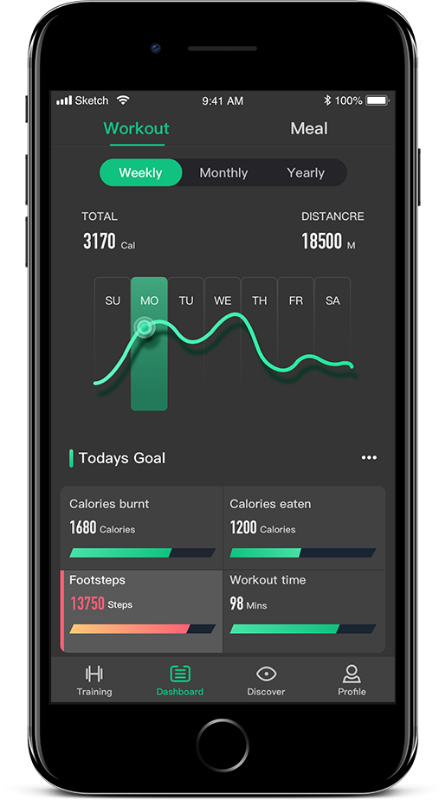 Sketch 9:41 AM 100%
Workout Meal
Weekly Monthly Yearly
TOTAL DISTANCRE
3170 Cal 18500 M
SU MO TU WE TH FR SA
Todays Goal
Calories burnt Calories eaten
1680 Calories 1200 Calories
Footsteps Workout time
13750 Steps 98 Mins
Training Dashboard Discover Profile